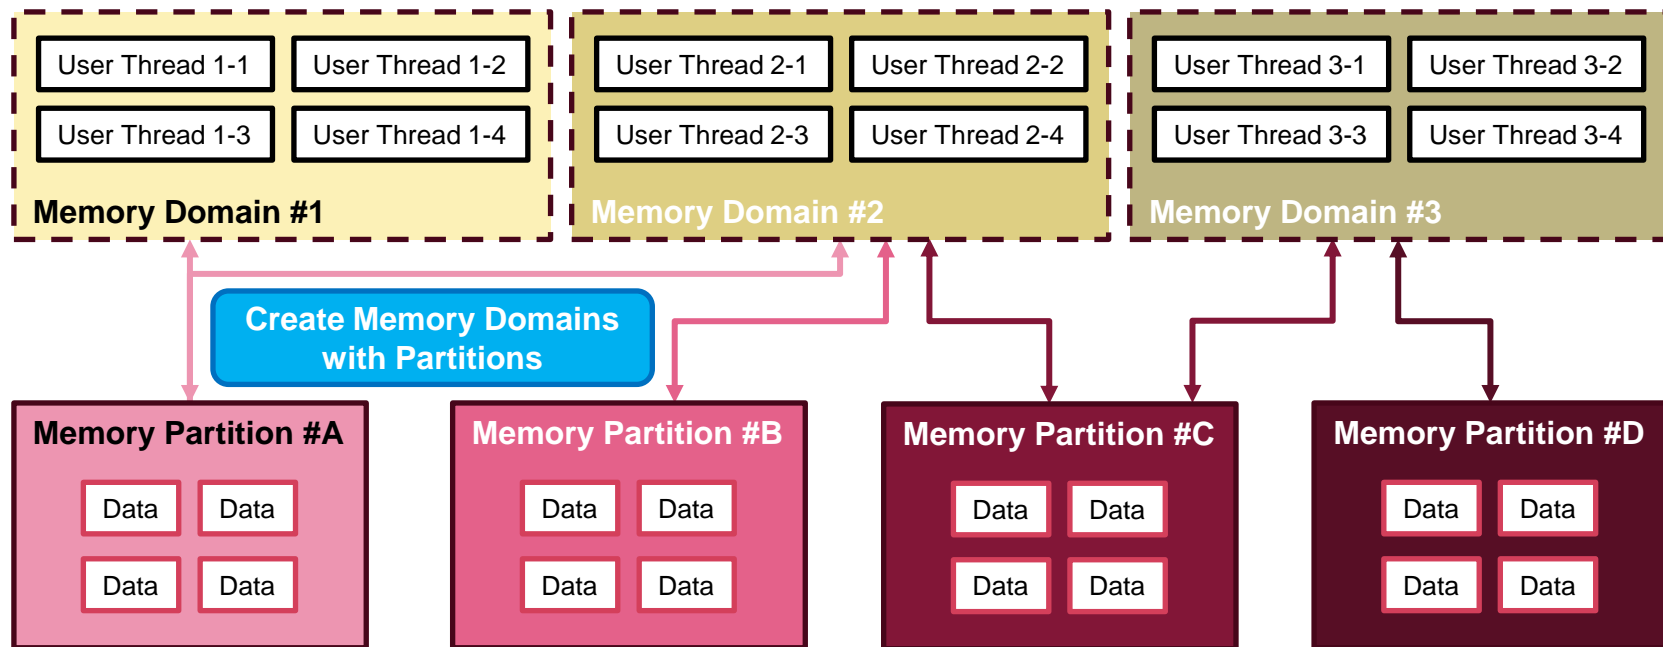 User Thread 1-1
User Thread 1-2
User Thread 1-3
User Thread 1-4
Memory Domain #1
User Thread 2-1
User Thread 2-2
User Thread 2-3
User Thread 2-4
Memory Domain #2
User Thread 3-1
User Thread 3-2
User Thread 3-3
User Thread 3-4
Memory Domain #3
Create Memory Domains
with Partitions
Memory Partition #A
Data
Data
Data
Data
Memory Partition #B
Data
Data
Data
Data
Memory Partition #C
Data
Data
Data
Data
Memory Partition #D
Data
Data
Data
Data